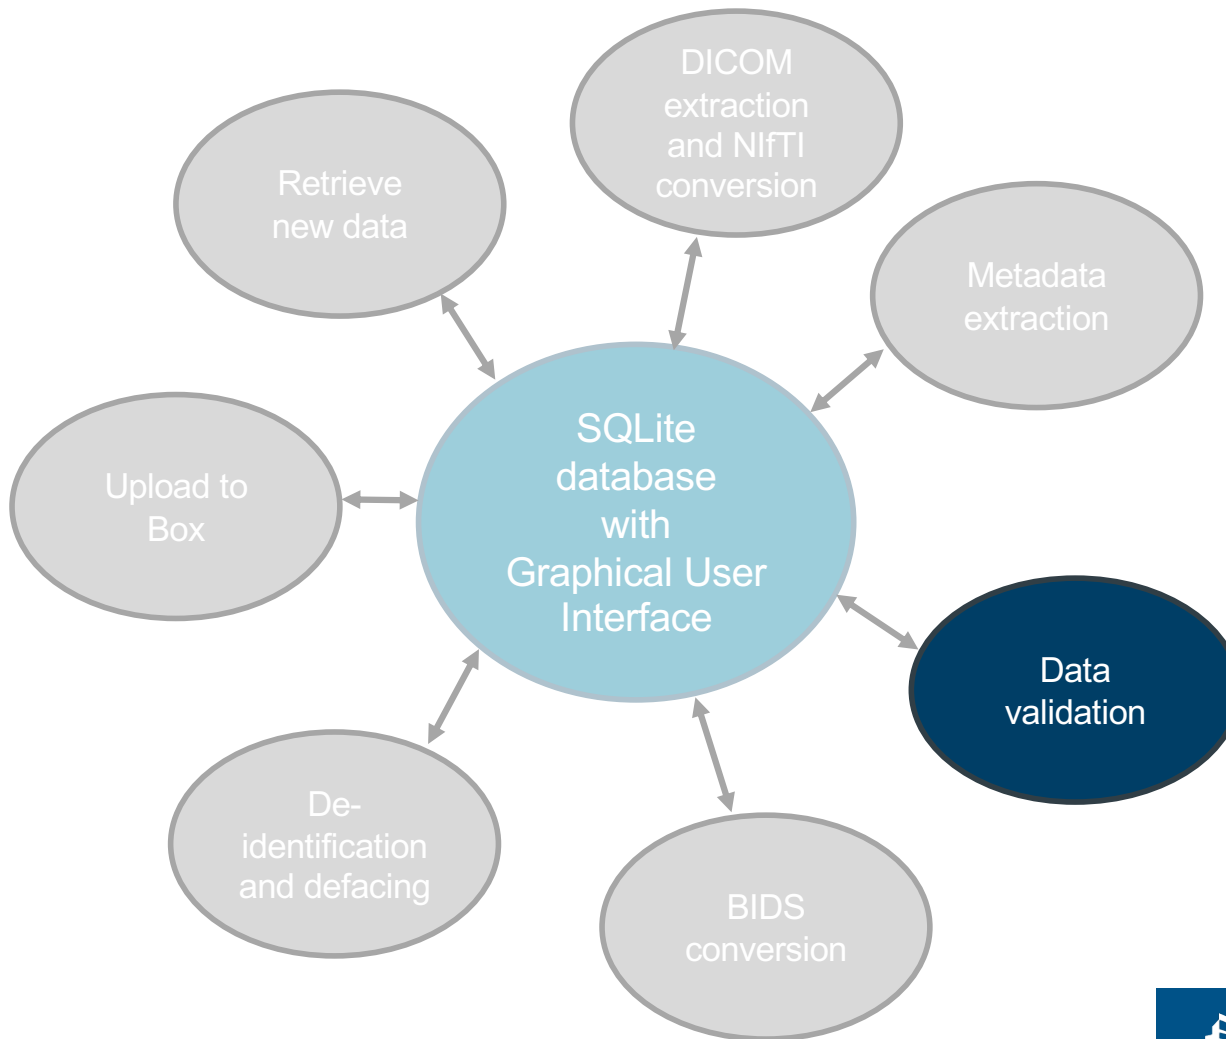 DICOM
extraction
and NIfTI
conversion
Retrieve
new data
Metadata
extraction
SQLite
database
with
Graphical User
Interface
Upload to
Box
Data
validation
De-
identification
and defacing
BIDS
conversion